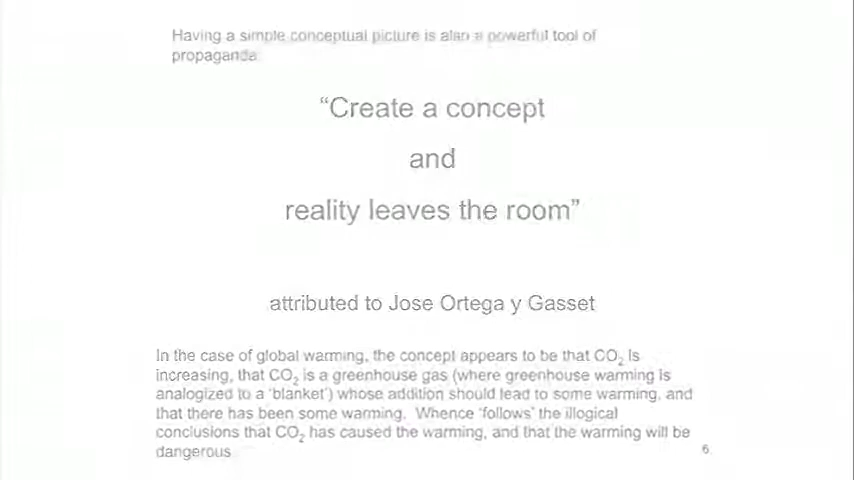 Having a simple conceptual picture is also a powerful tool of
propaganda.
“Create a concept
and
reality leaves the room”
attributed to Jose Ortega y Gasset
In the case of global warming, the concept appears to be that CO₂ is
increasing, that CO₂ is a greenhouse gas (where greenhouse warming is
analogized to a ‘blanket’) whose addition should lead to some warming, and
that there has been some warming.  Whence ‘follows’ the illogical
conclusions that CO₂ has caused the warming, and that the warming will be
dangerous
6